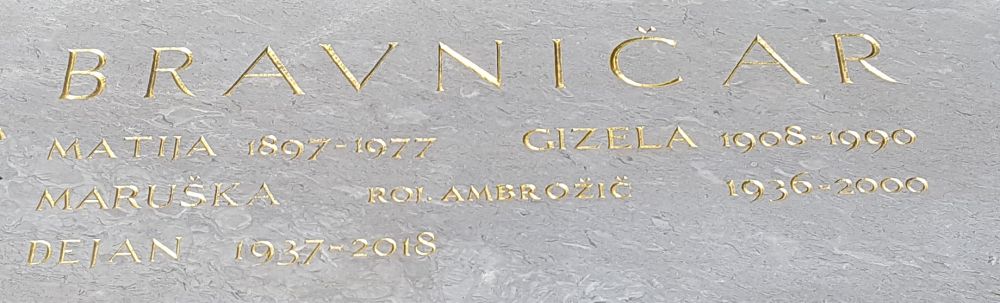 BRAVNIČAR
MATIJA 1897-1977 GIZELA 1908-1990
MARUŠKA ROJ. AMBROŽIČ 1936-2000
DEJAN 1937-2018